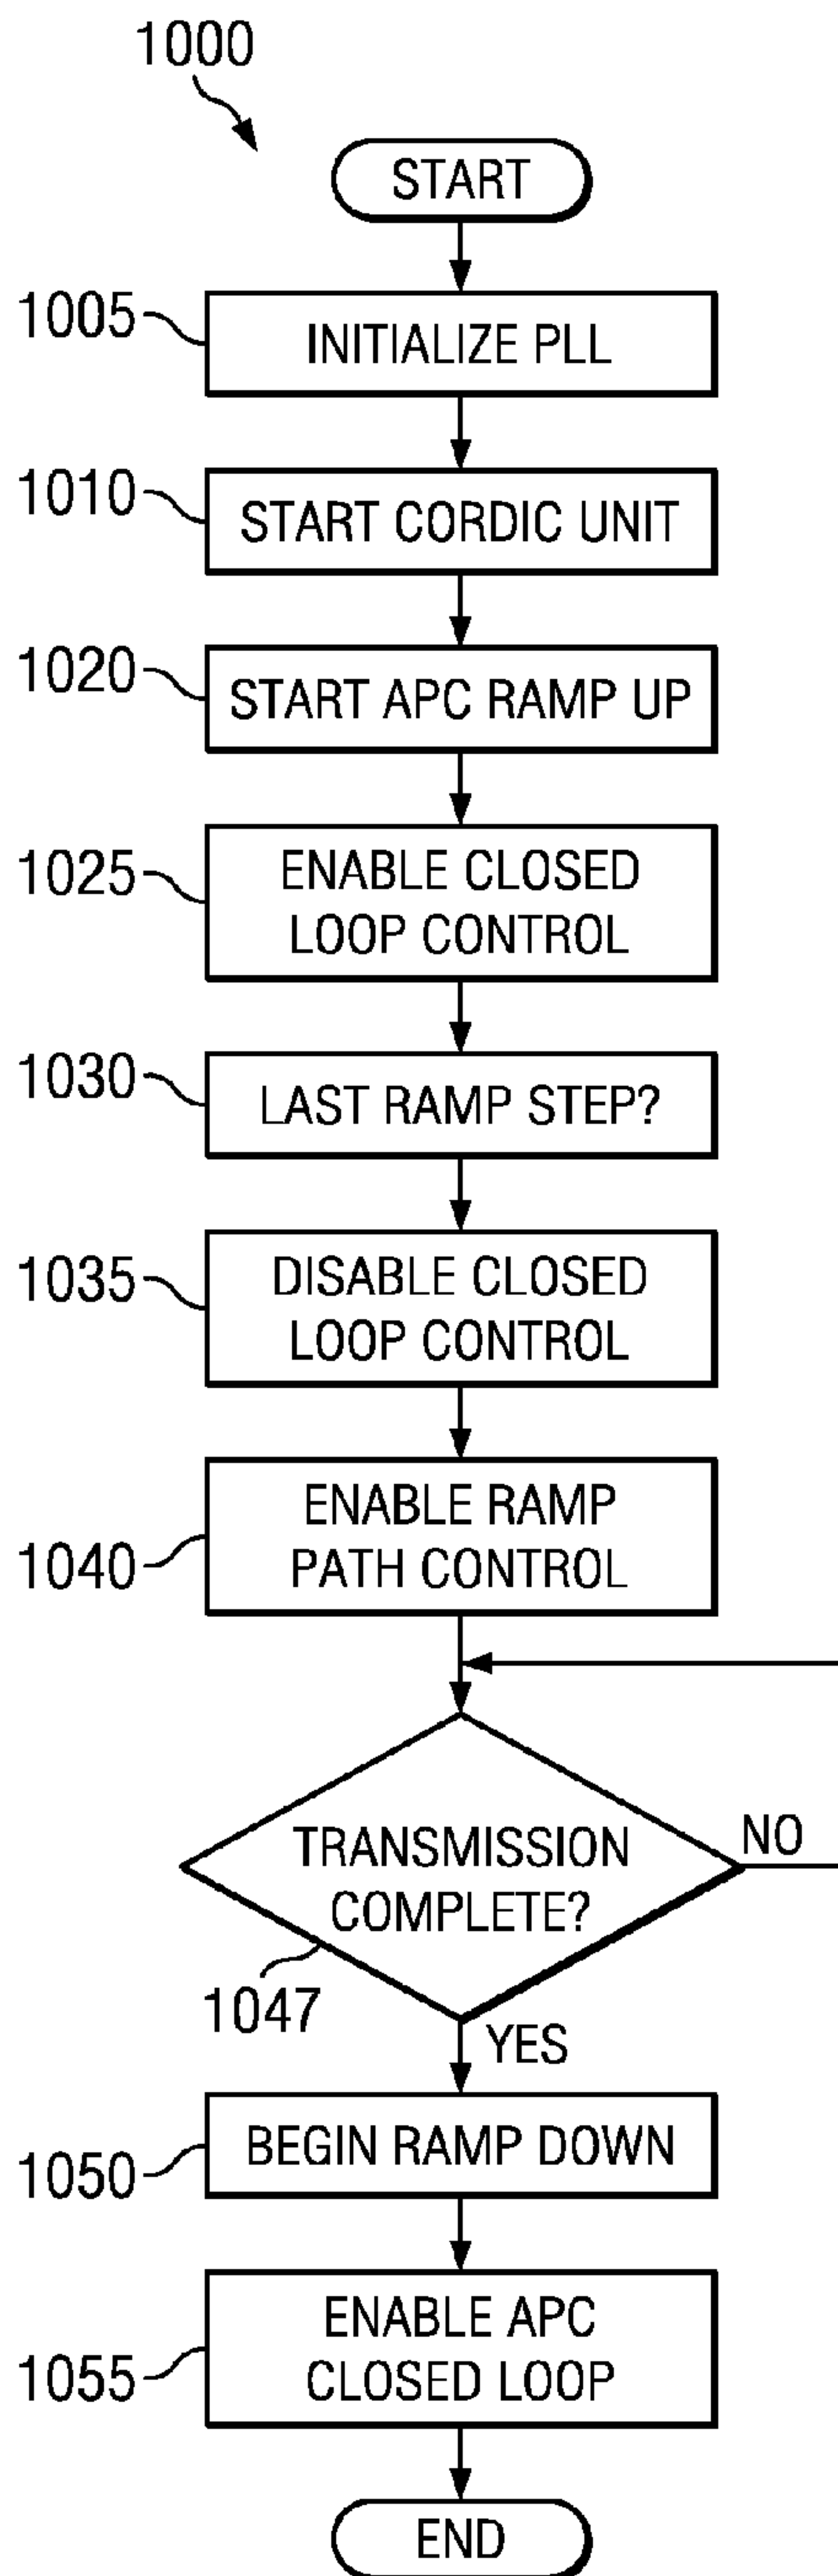 1000
START
1005
INITIALIZE PLL
1010
START CORDIC UNIT
1020
START APC RAMP UP
1025
ENABLE CLOSED
LOOP CONTROL
1030
LAST RAMP STEP?
1035
DISABLE CLOSED
LOOP CONTROL
1040
ENABLE RAMP
PATH CONTROL
TRANSMISSION
COMPLETE?
NO
1047
YES
1050
BEGIN RAMP DOWN
1055
ENABLE APC
CLOSED LOOP
END